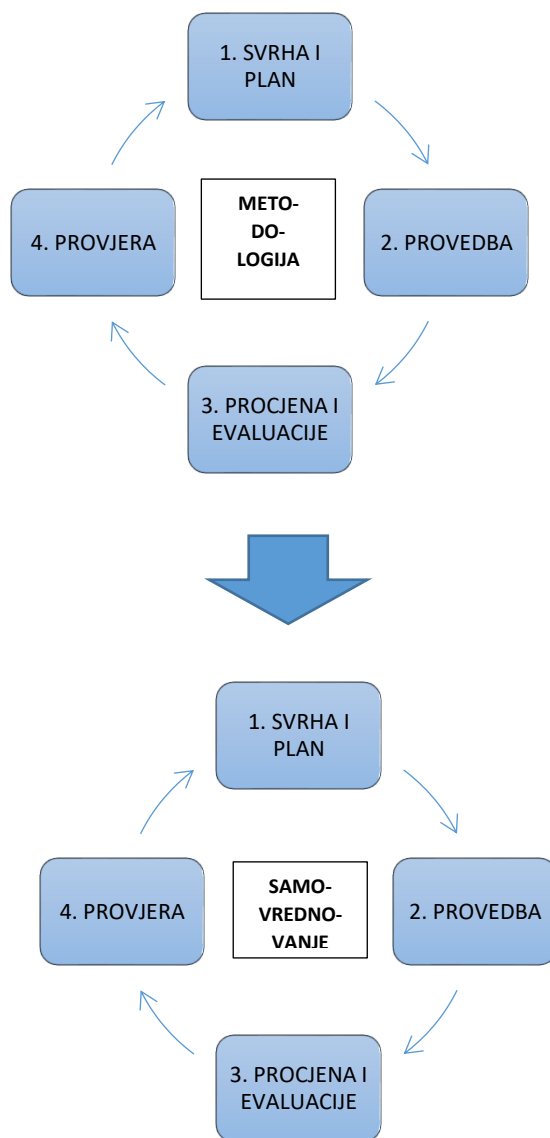 1. SVRHA I
PLAN
METO-
DO-
LOGIJA
4. PROVJERA
2. PROVEDBA
3. PROCJENA I
EVALUACIJE
1. SVRHA I
PLAN
SAMO-
VREDNO-
VANJE
4. PROVJERA
2. PROVEDBA
3. PROCJENA I
EVALUACIJE